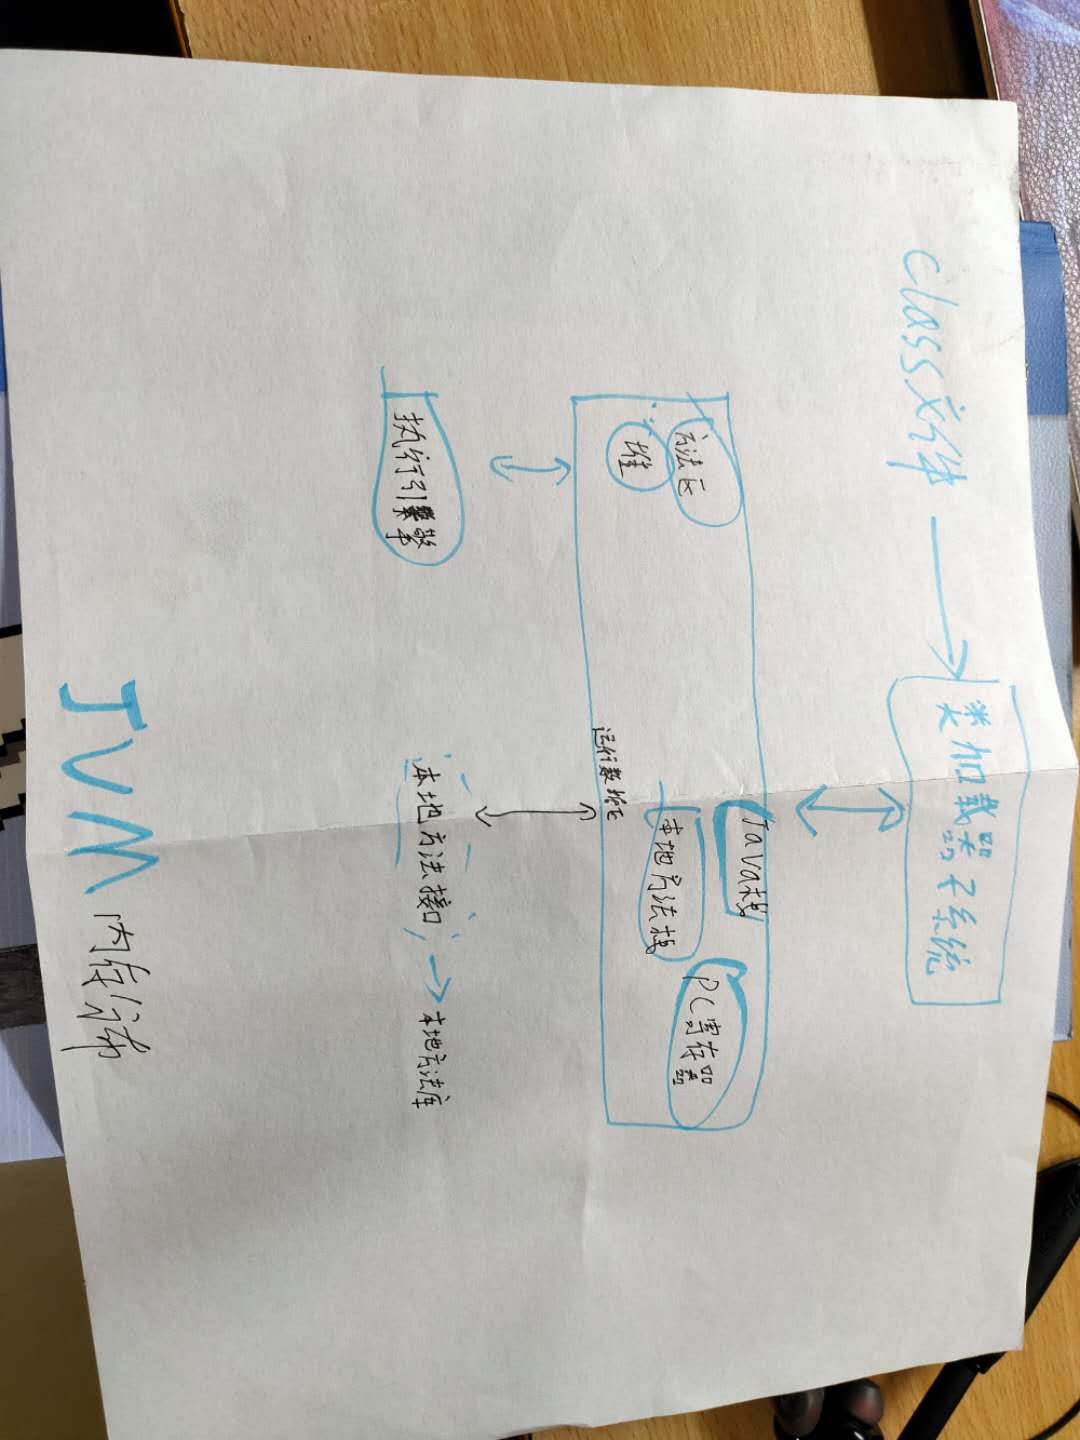 class文件
类加载器子系统
方法区
Java栈
PC寄存器
堆
本地方法栈
运行数据区
执行引擎
本地方法接口
本地方法库
JVM 内存分布